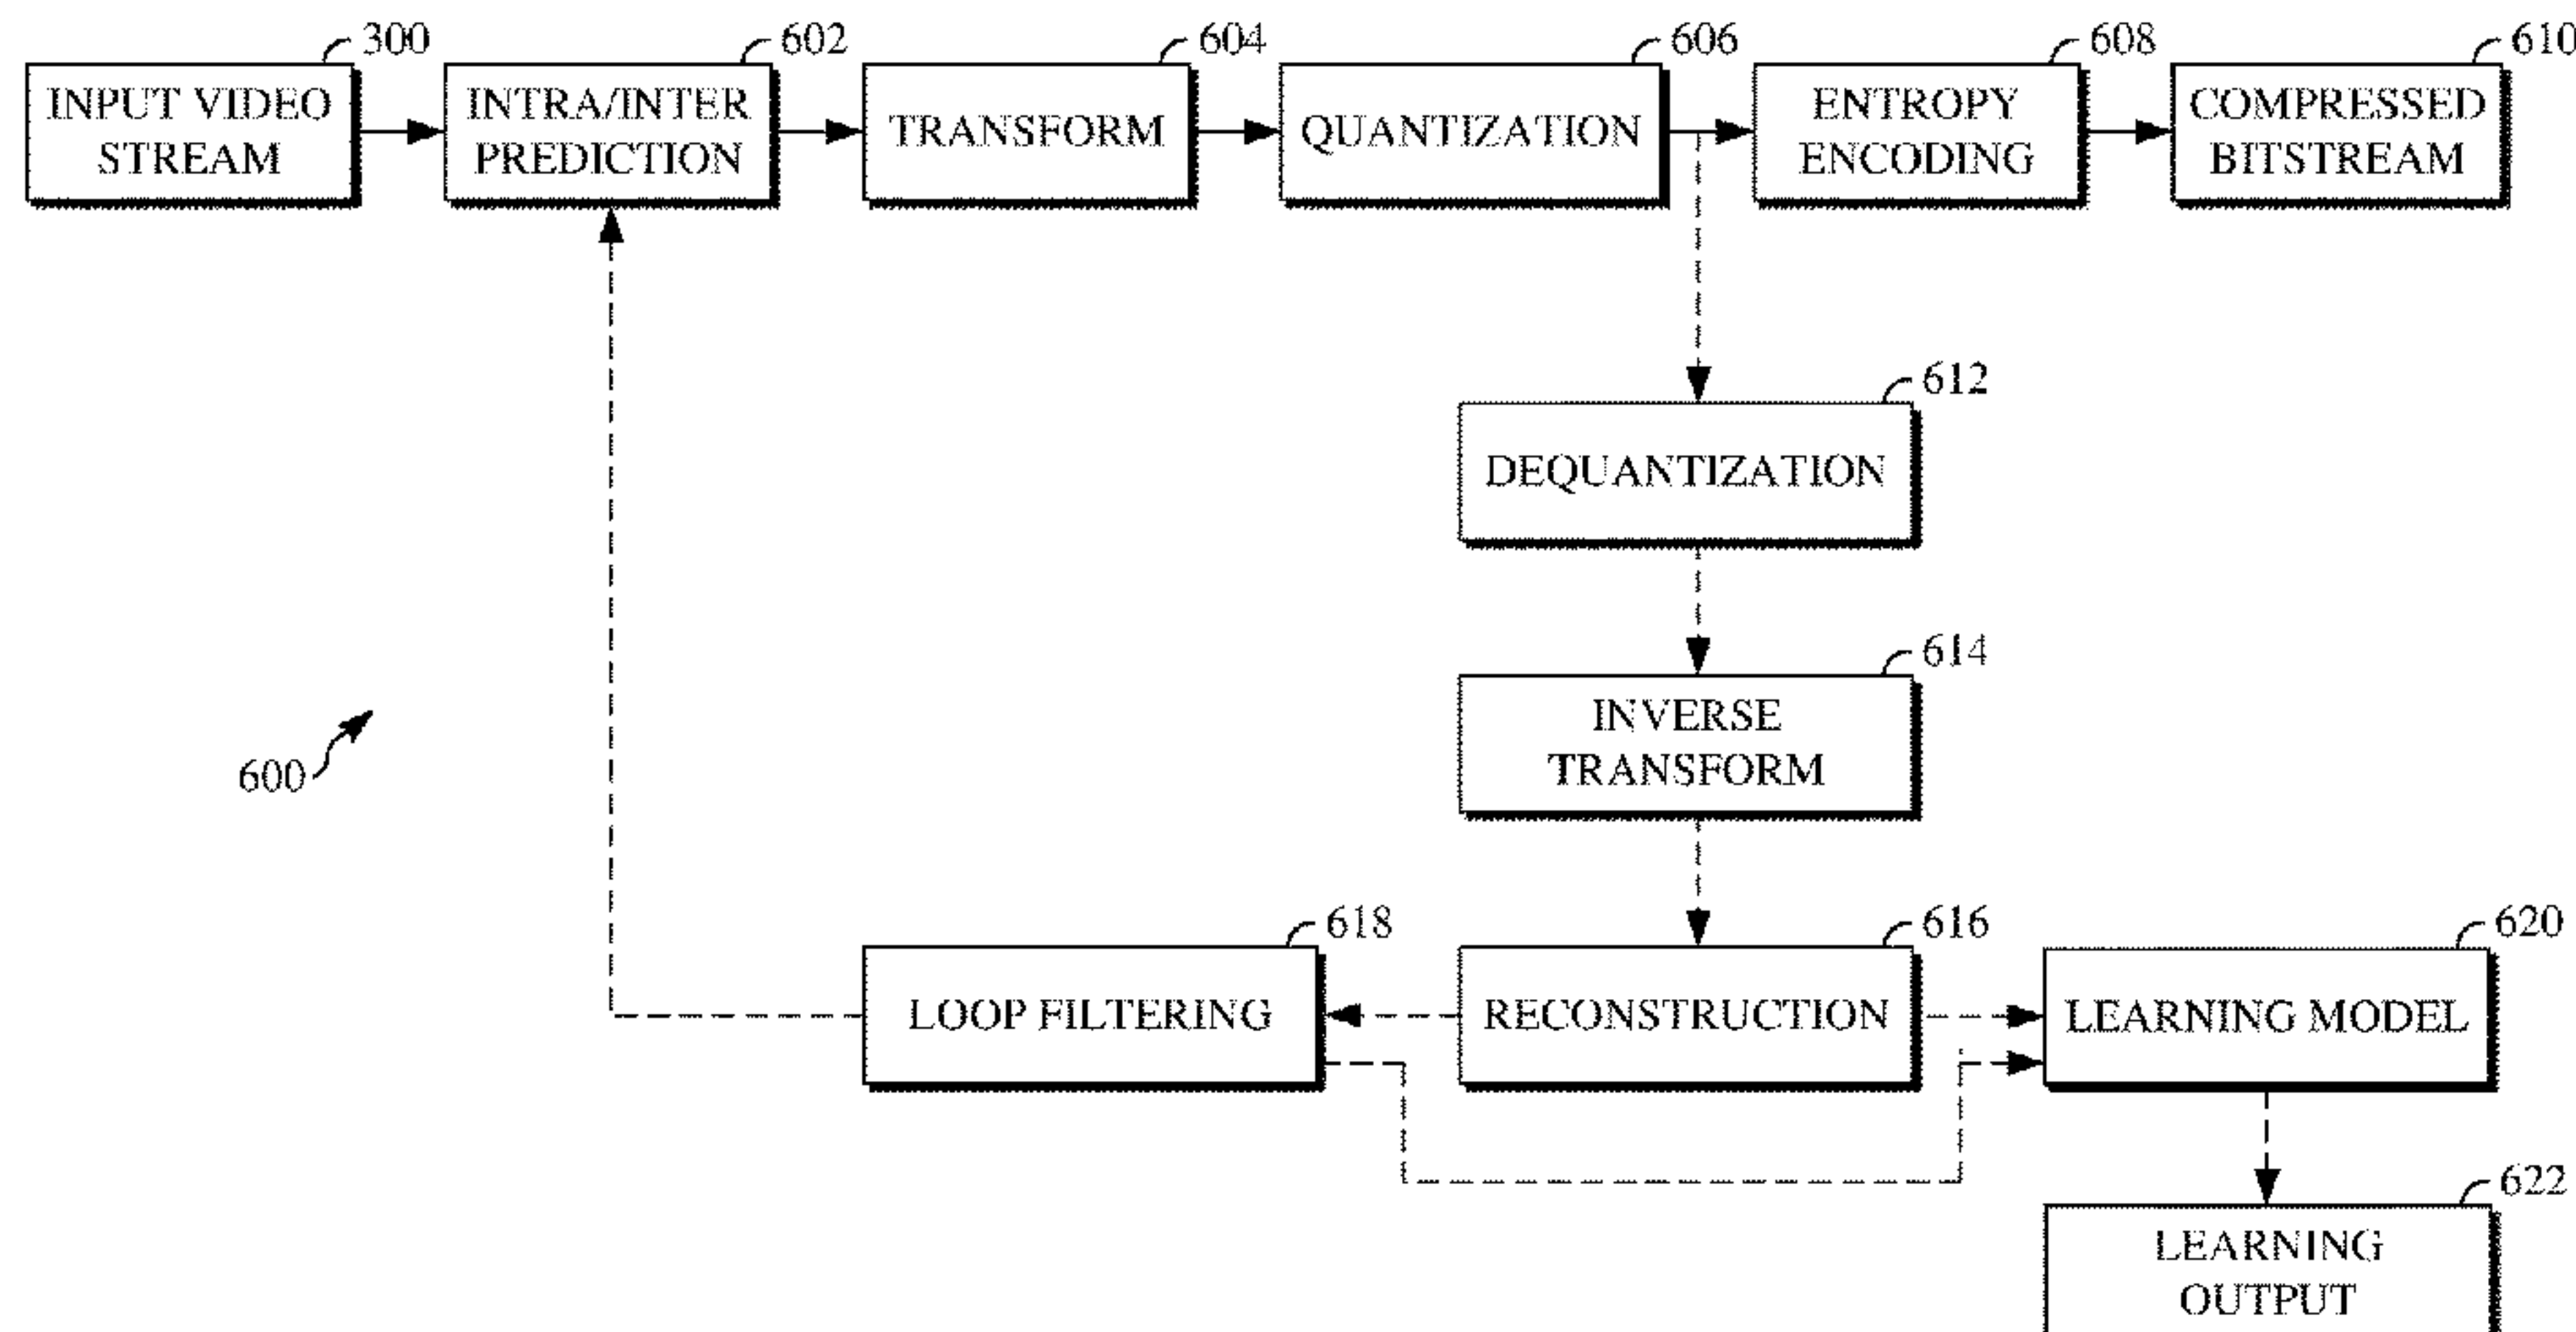 300
602
604
606
608
610
INPUT VIDEO
STREAM
INTRA/INTER
PREDICTION
TRANSFORM
QUANTIZATION
ENTROPY
ENCODING
COMPRESSED
BITSTREAM
612
DEQUANTIZATION
614
INVERSE
TRANSFORM
600
618
616
620
LOOP FILTERING
RECONSTRUCTION
LEARNING MODEL
622
LEARNING
OUTPUT